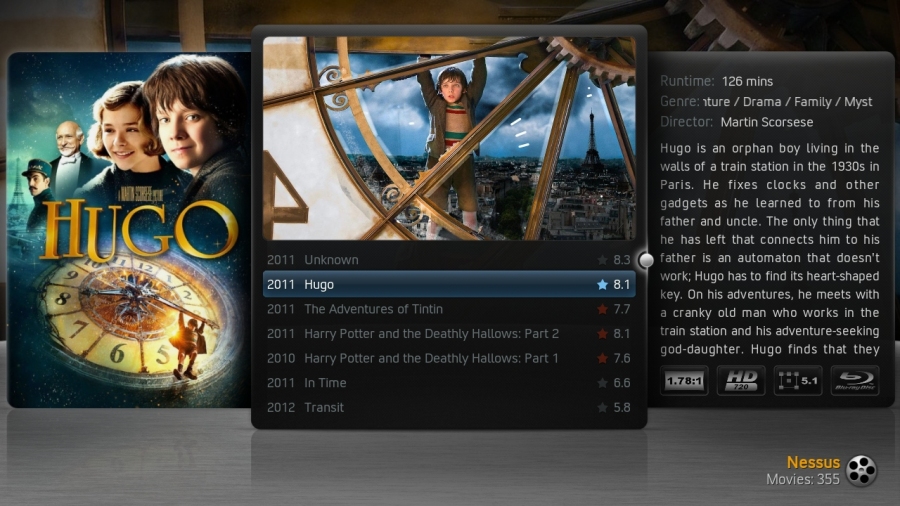 A MARTIN SCORSESE PICTURE
HUGO
4
2011 Unknown 8.3
2011 Hugo 8.1
2011 The Adventures of Tintin 7.7
2011 Harry Potter and the Deathly Hallows: Part 2 8.1
2010 Harry Potter and the Deathly Hallows: Part 1 7.6
2011 In Time 6.6
2012 Transit 5.8
Runtime: 126 mins
Genre: nture / Drama / Family / Myst
Director: Martin Scorsese
Hugo is an orphan boy living in the
walls of a train station in the 1930s in
Paris. He fixes clocks and other
gadgets as he learned to from his
father and uncle. The only thing that
he has left that connects him to his
father is an automaton that doesn't
work; Hugo has to find its heart-shaped
key. On his adventures, he meets with
a cranky old man who works in the
train station and his adventure-seeking
god-daughter. Hugo finds that they
1.78:1
HD
720
5.1
Blu-ray Disc
Nessus
Movies: 355